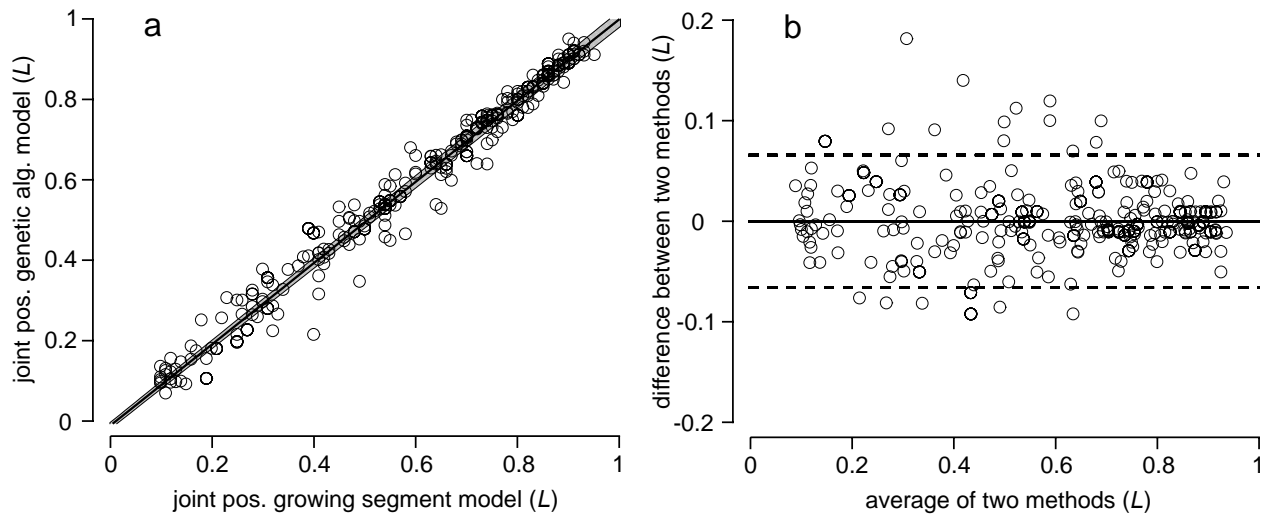 a
joint pos. genetic alg. model (L)
1
0.8
0.6
0.4
0.2
0
0 0.2 0.4 0.6 0.8 1
joint pos. growing segment model (L)
b
difference between two methods (L)
0.2
0.1
0
-0.1
-0.2
0 0.2 0.4 0.6 0.8 1
average of two methods (L)